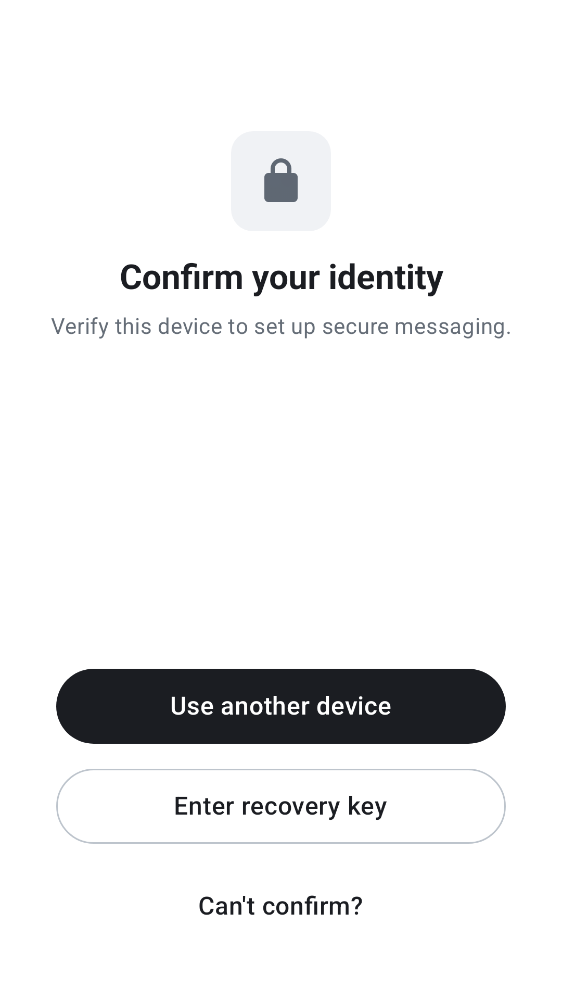 Confirm your identity
Verify this device to set up secure messaging.
Use another device
Enter recovery key
Can't confirm?